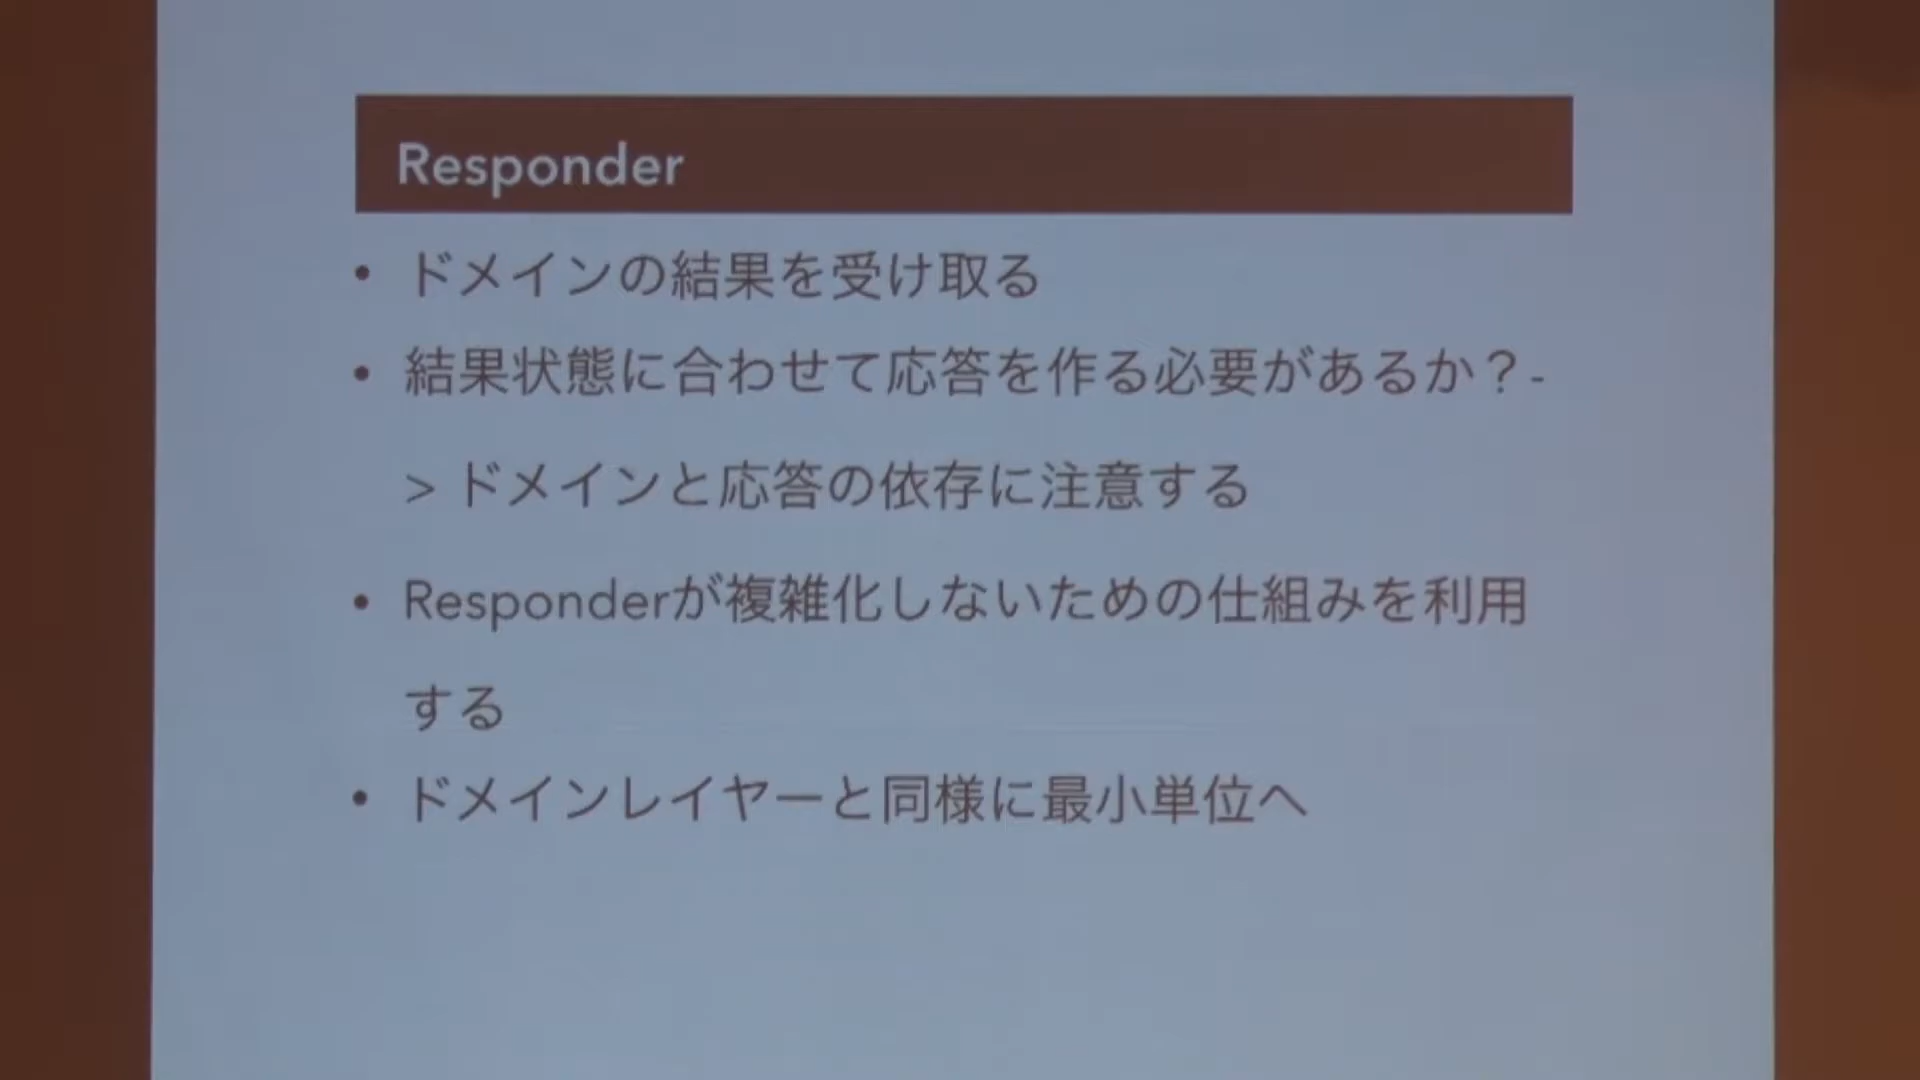 Responder
• ドメインの結果を受け取る
• 結果状態に合わせて応答を作る必要があるか？-
> ドメインと応答の依存に注意する
• Responderが複雑化しないための仕組みを利用
する
• ドメインレイヤーと同様に最小単位へ